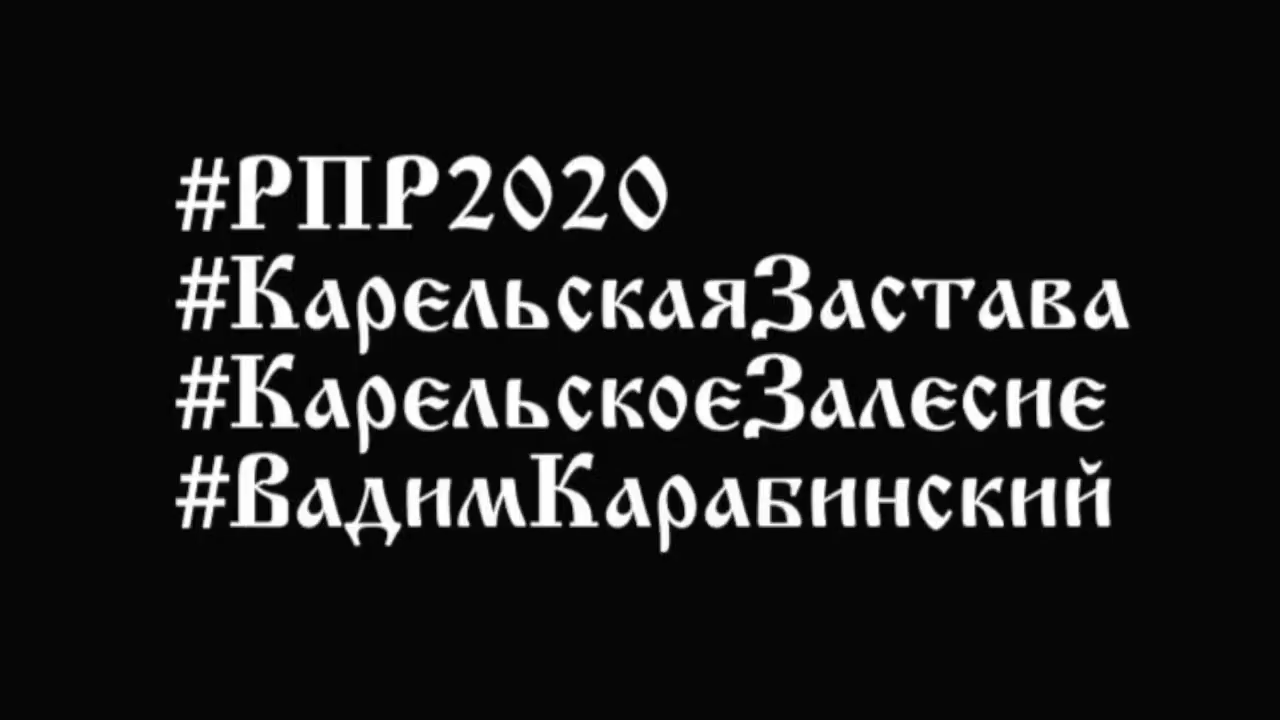 #РПР2020
#КарельскаяЗастава
#КарельскоеЗалесие
#ВадимКарабинский